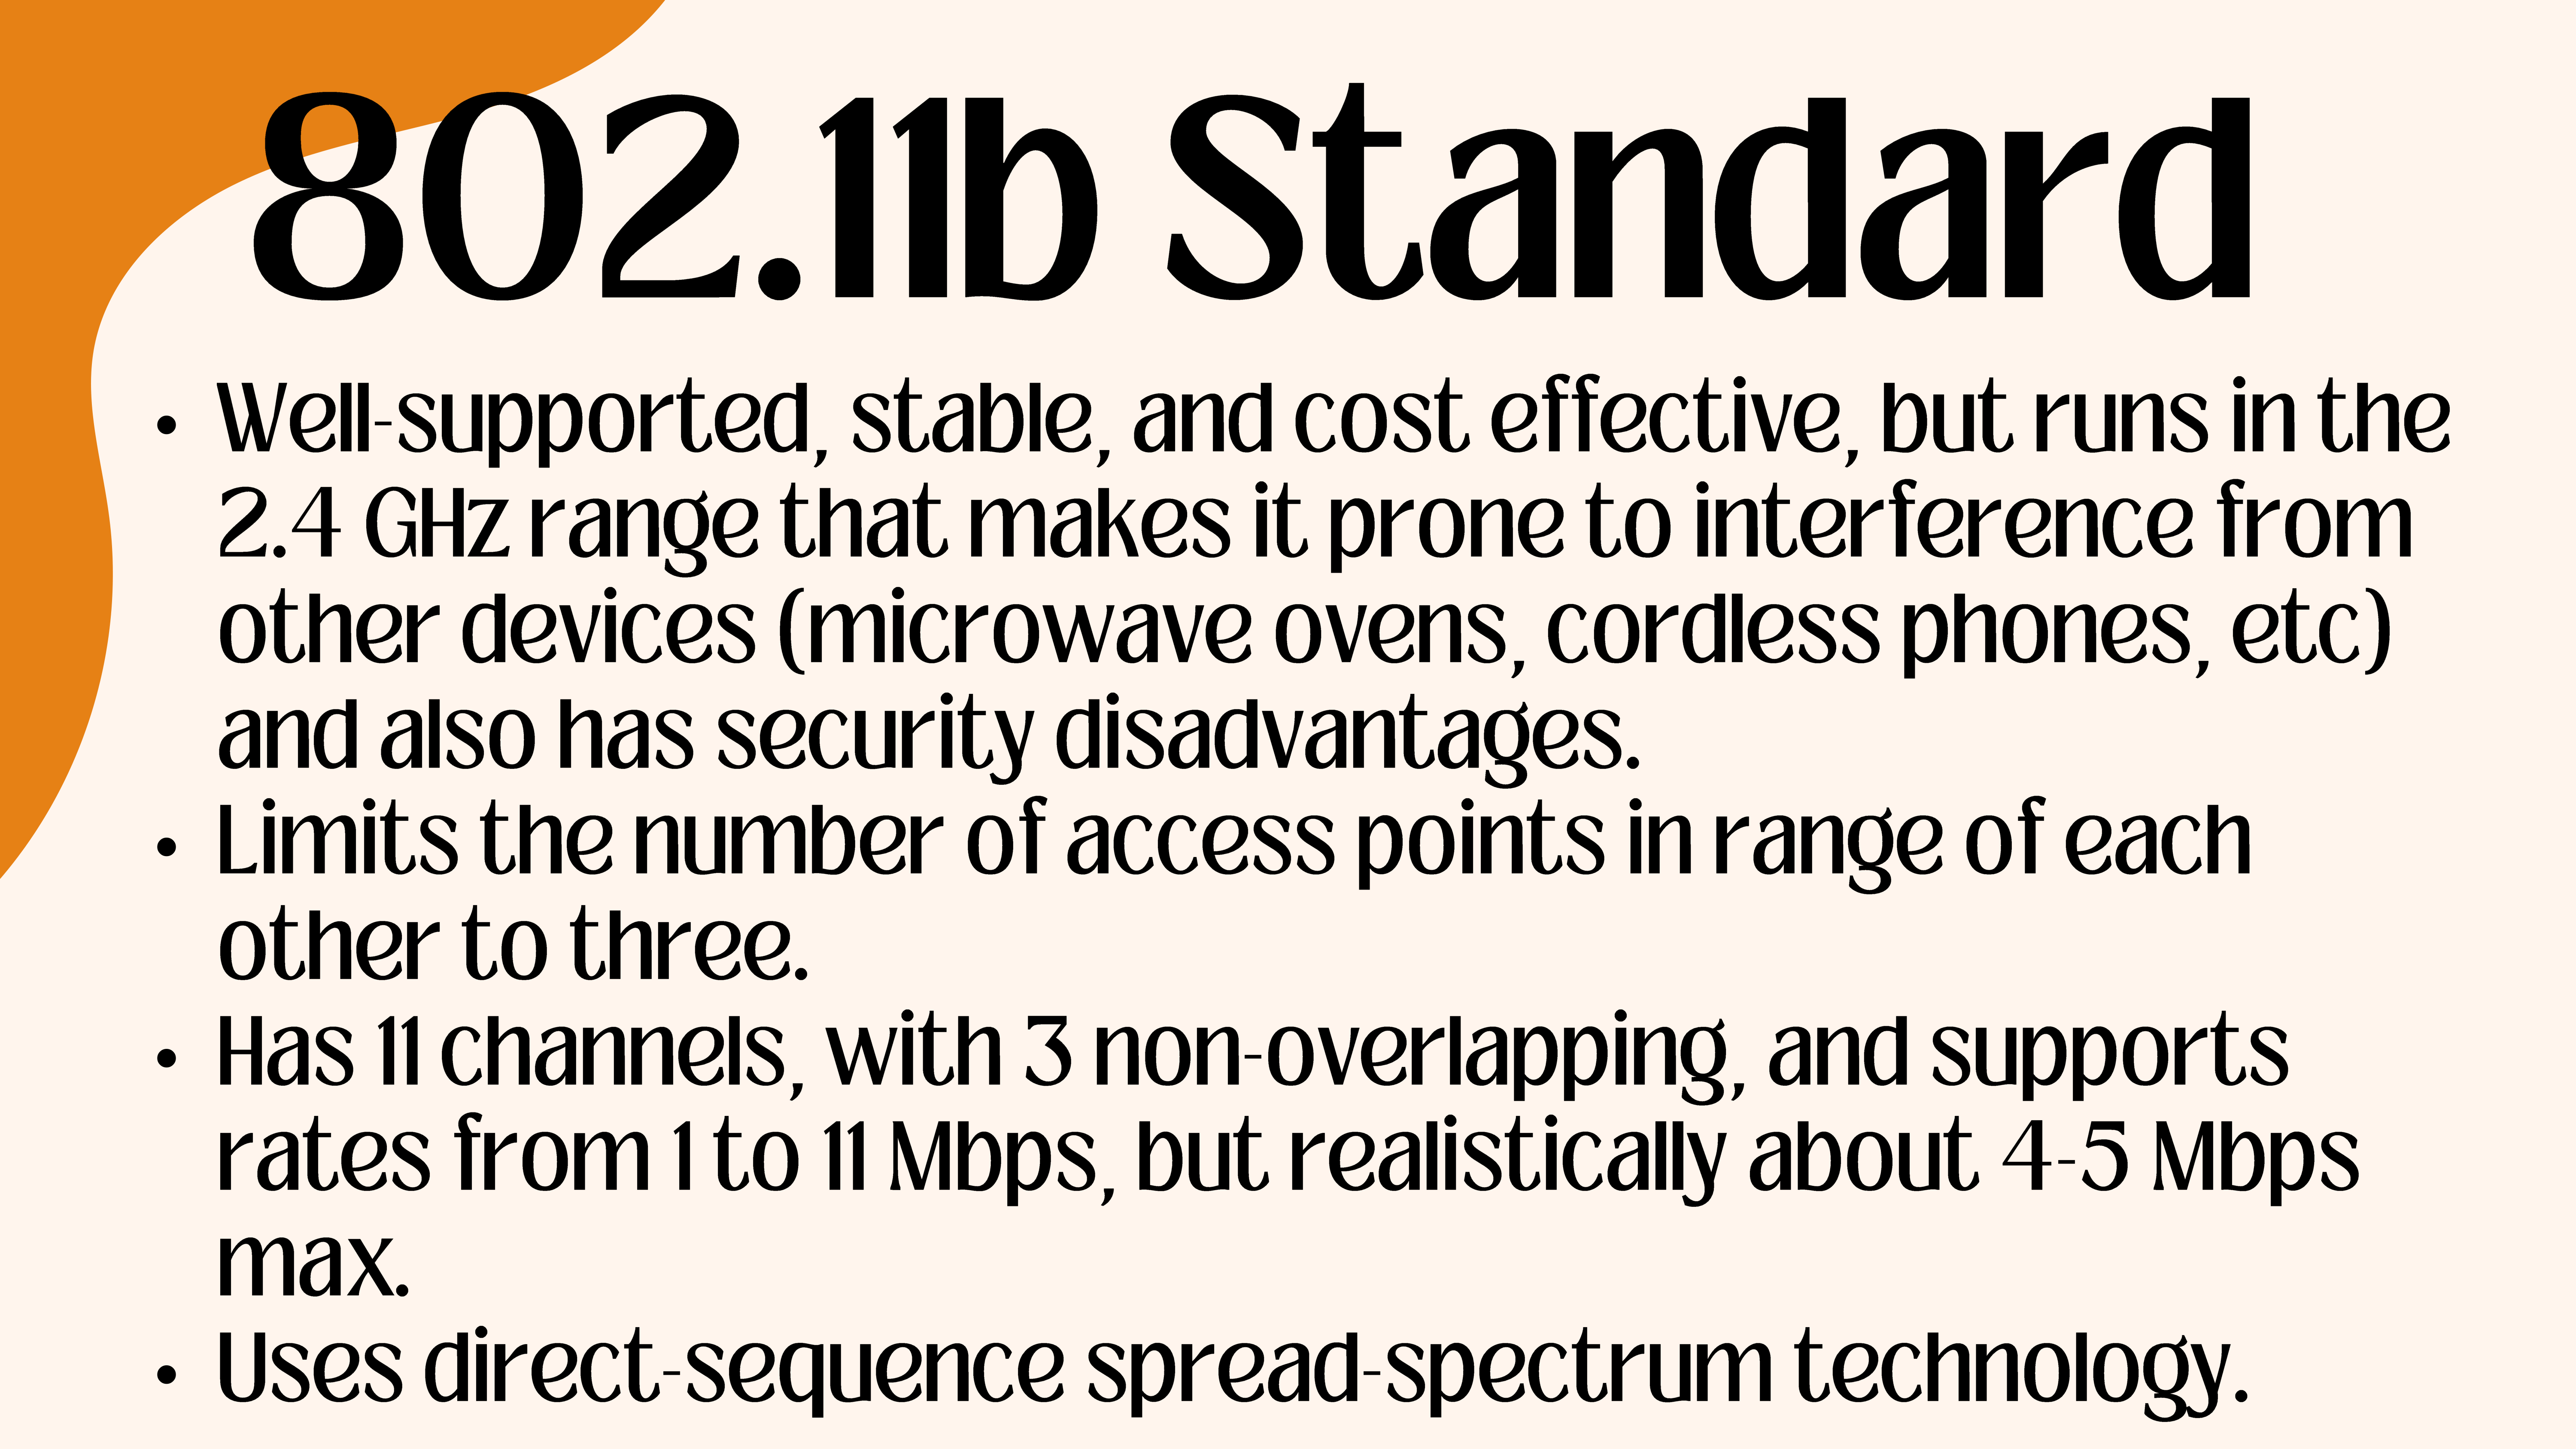 802.11b Standard
• Well-supported, stable, and cost effective, but runs in the
2.4 GHz range that makes it prone to interference from
other devices (microwave ovens, cordless phones, etc)
and also has security disadvantages.
• Limits the number of access points in range of each
other to three.
• Has 11 channels, with 3 non-overlapping, and supports
rates from 1 to 11 Mbps, but realistically about 4-5 Mbps
max.
• Uses direct-sequence spread-spectrum technology.